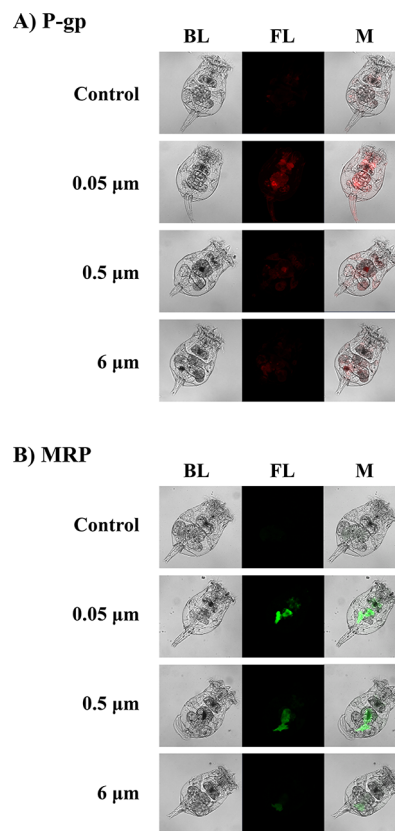 A) P-gp
BL FL M
Control
0.05 μm
0.5 μm
6 μm
B) MRP
BL FL M
Control
0.05 μm
0.5 μm
6 μm